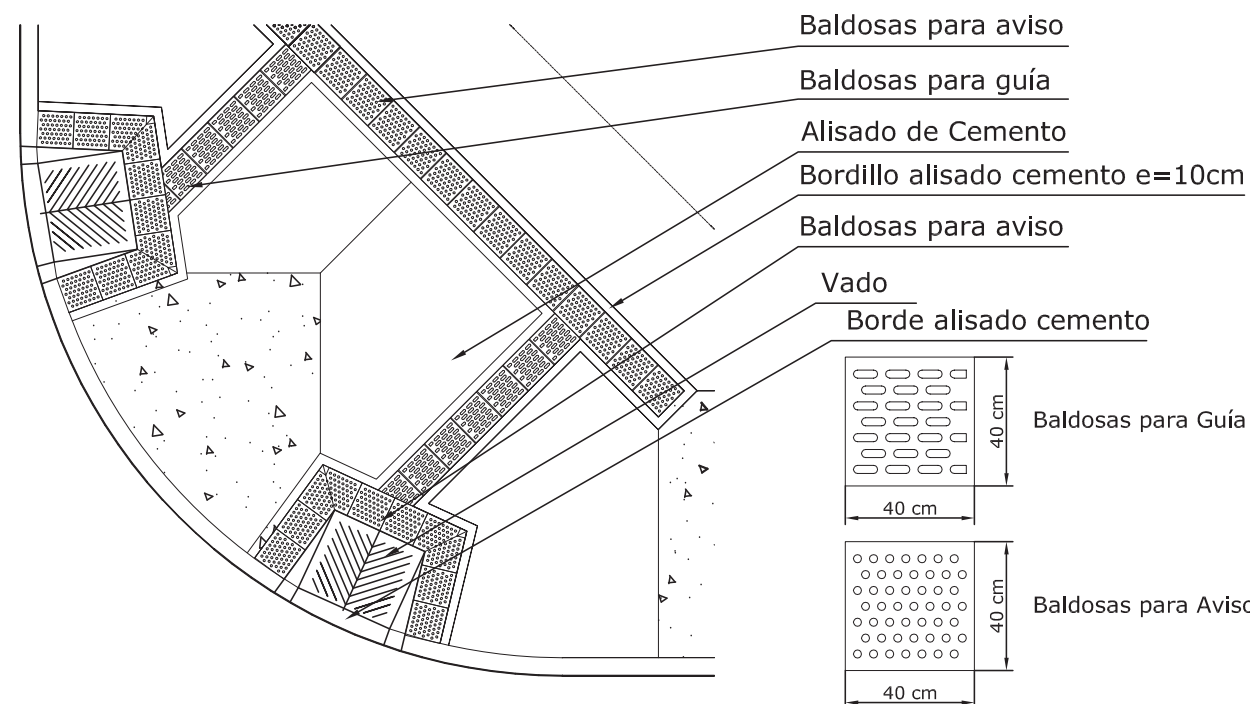 Baldosas para aviso
Baldosas para guía
Alisado de Cemento
Bordillo alisado cemento e=10cm
Baldosas para aviso
Vado
Borde alisado cemento
40 cm
Baldosas para Guía
40 cm
40 cm
Baldosas para Aviso
40 cm